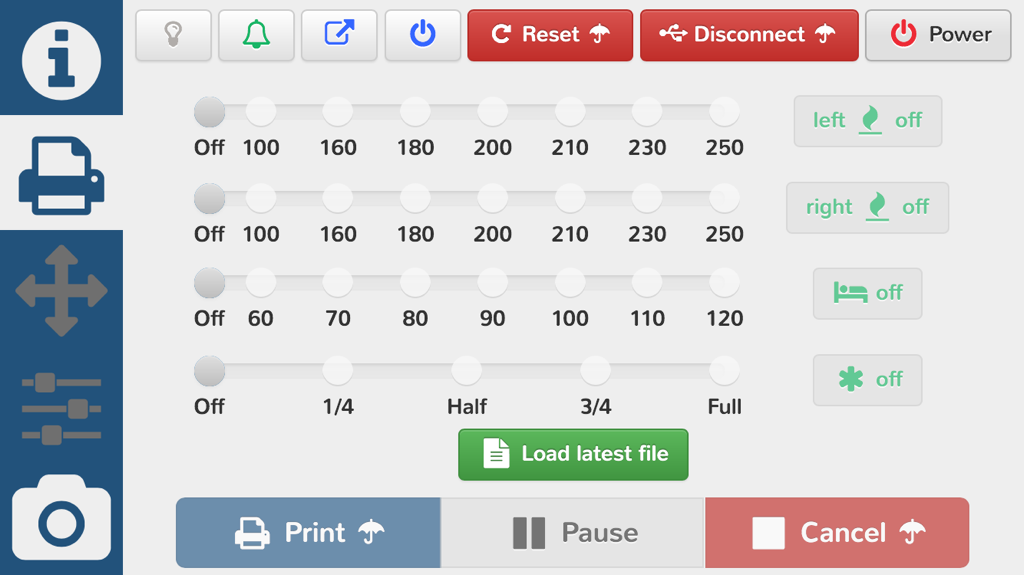 Reset
Disconnect
Power
Off 100 160 180 200 210 230 250
left off
Off 100 160 180 200 210 230 250
right off
Off 60 70 80 90 100 110 120
off
Off 1/4 Half 3/4 Full
off
Load latest file
Print
Pause
Cancel